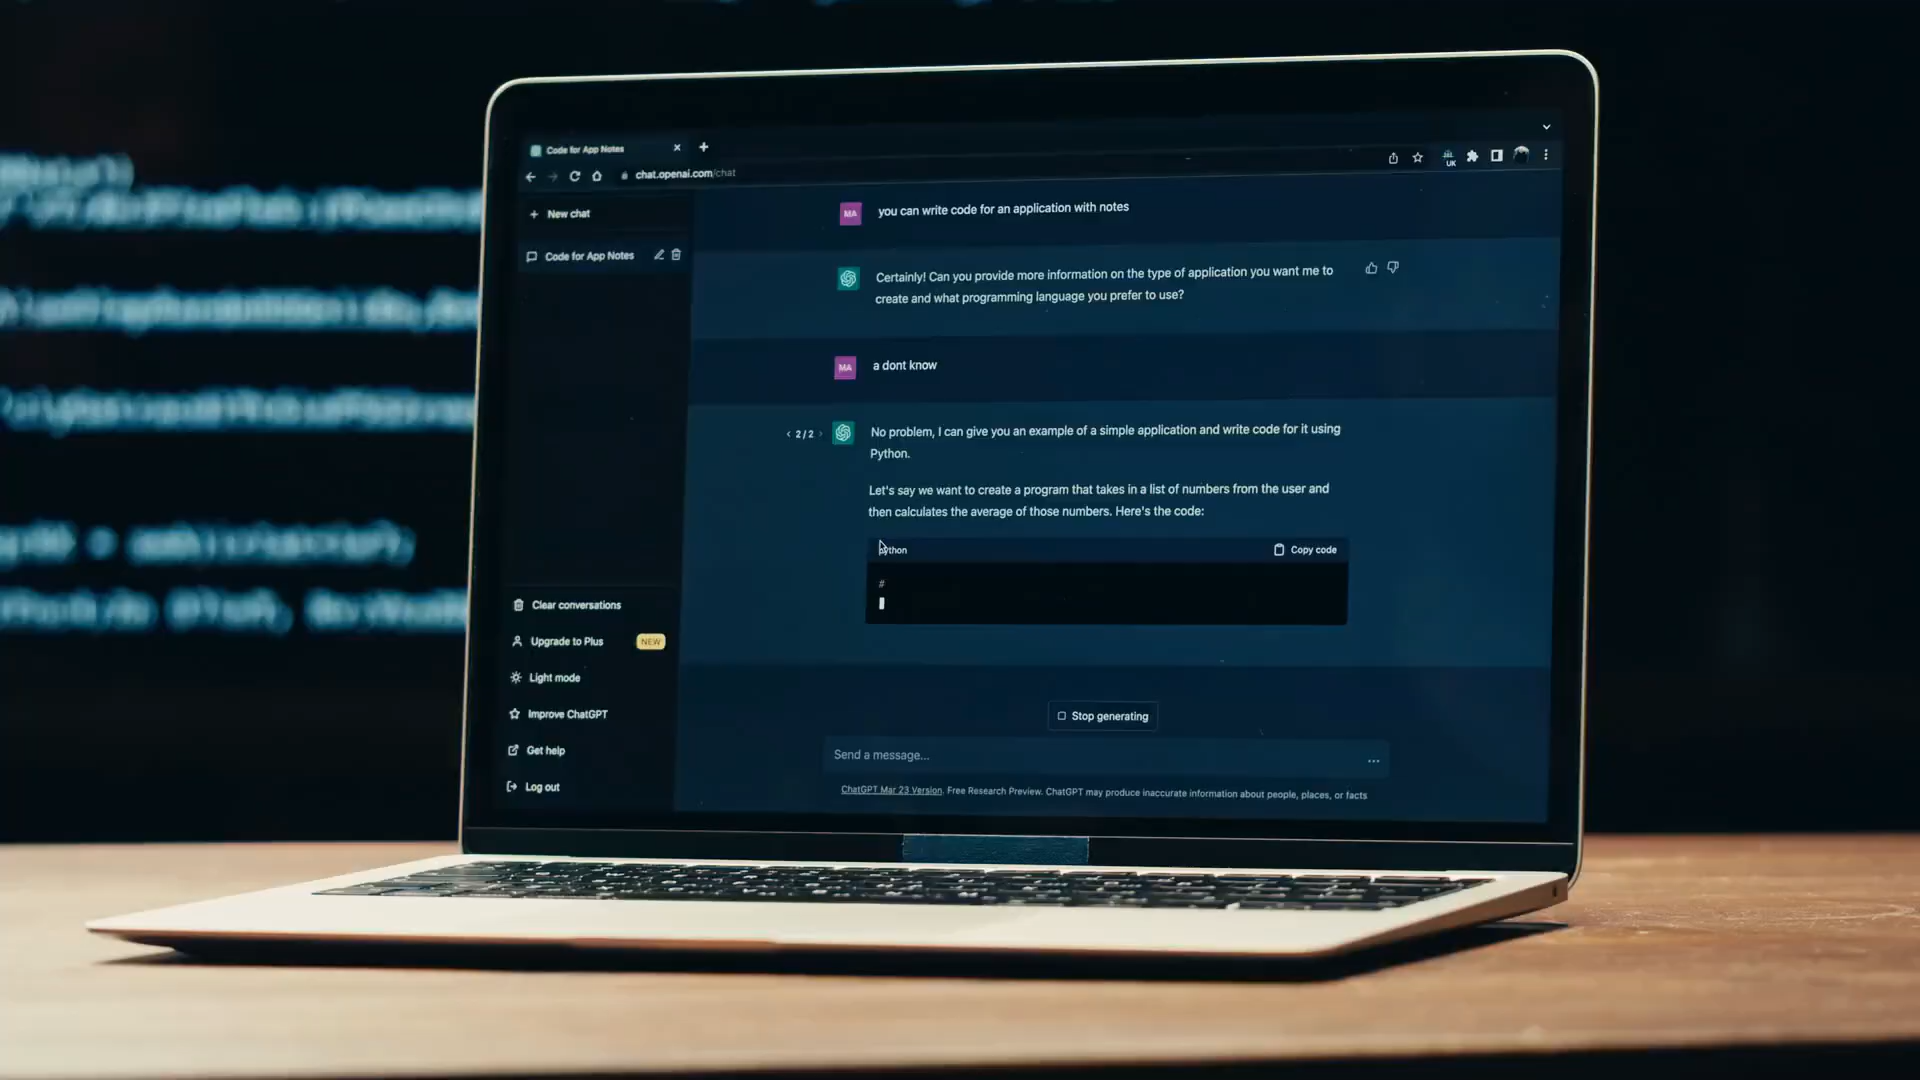 Code for App Notes
chat.openai.com/chat
UK
New chat
Code for App Notes
MA
you can write code for an application with notes
Certainly! Can you provide more information on the type of application you want me to
create and what programming language you prefer to use?
MA
a dont know
2/2
No problem, I can give you an example of a simple application and write code for it using
Python.
Let's say we want to create a program that takes in a list of numbers from the user and
then calculates the average of those numbers. Here's the code:
python
Copy code
#
Clear conversations
Upgrade to Plus
NEW
Light mode
Improve ChatGPT
Get help
Log out
Stop generating
Send a message...
ChatGPT Mar 23 Version. Free Research Preview. ChatGPT may produce inaccurate information about people, places, or facts